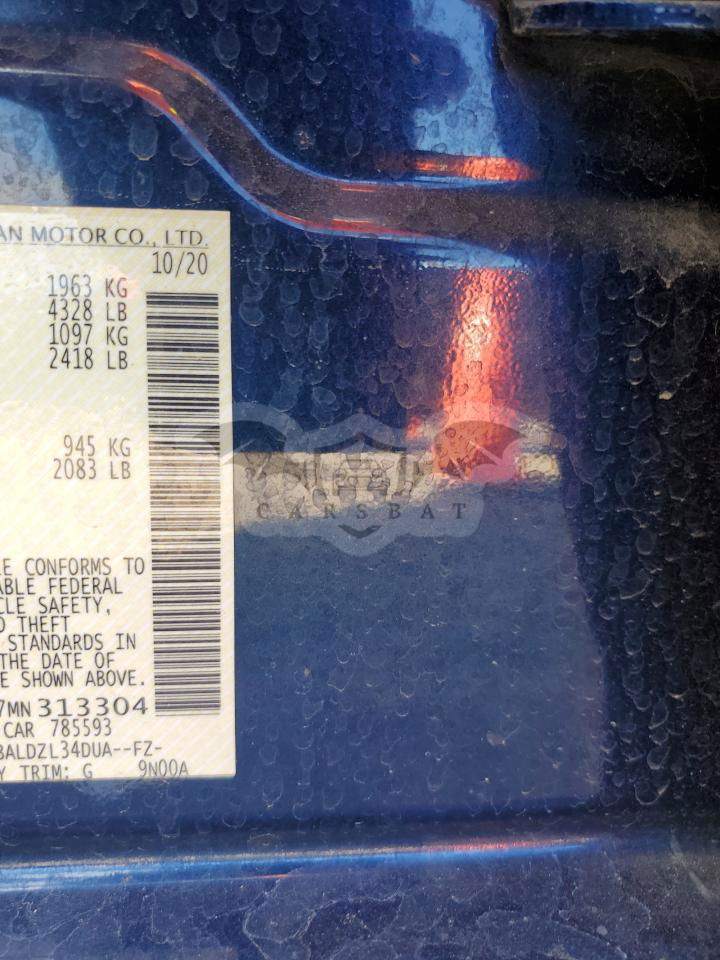 AN MOTOR CO., LTD.
10/20
1963 KG
4328 LB
1097 KG
2418 LB
945 KG
2083 LB
CARSBAT
E CONFORMS TO
ABLE FEDERAL
CLE SAFETY,
D THEFT
STANDARDS IN
THE DATE OF
E SHOWN ABOVE.
7MN 313304
CAR 785593
BALDZL34DUA--FZ-
Y TRIM: G 9N00A